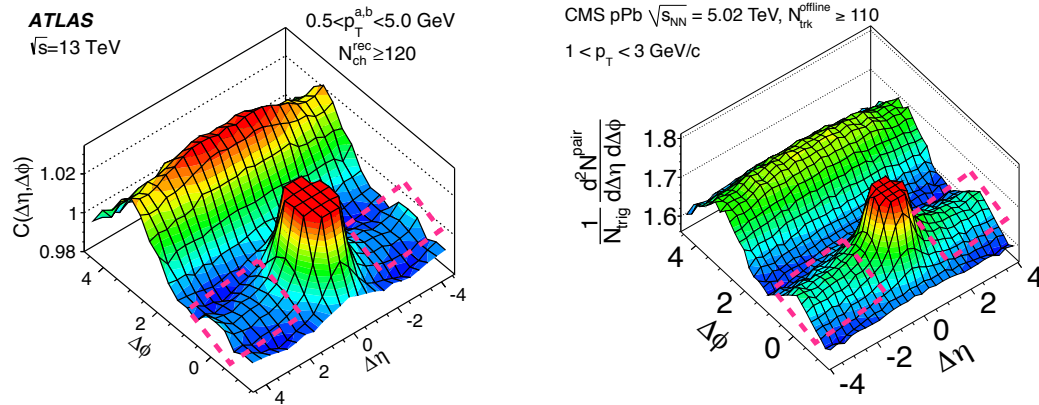 ATLAS
√s=13 TeV
0.5<p_T^{a,b}<5.0 GeV
N_ch^rec≥120
C(Δη,Δφ)
1.02
1
0.98
4
2
0
Δφ
4
2
0
-2
-4
Δη
CMS pPb √s_NN = 5.02 TeV, N_trk^offline ≥ 110
1 < p_T < 3 GeV/c
1/N_trig d²N^pair/dΔη dΔφ
1.8
1.7
1.6
4
2
0
Δφ
-4
-2
0
2
4
Δη